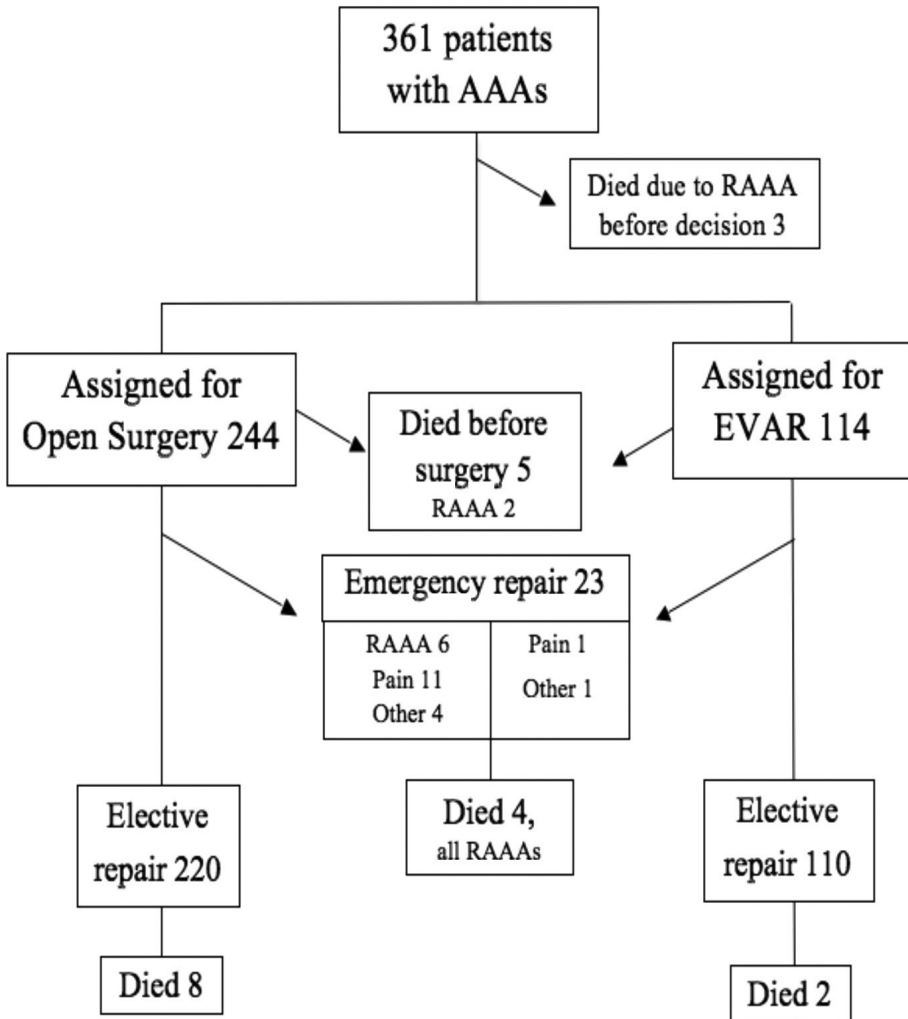 361 patients
with AAAs
Died due to RAAA
before decision 3
Assigned for
Open Surgery 244
Died before
surgery 5
RAAA 2
Assigned for
EVAR 114
Emergency repair 23
RAAA 6
Pain 11
Other 4
Pain 1
Other 1
Elective
repair 220
Died 4,
all RAAAs
Elective
repair 110
Died 8
Died 2